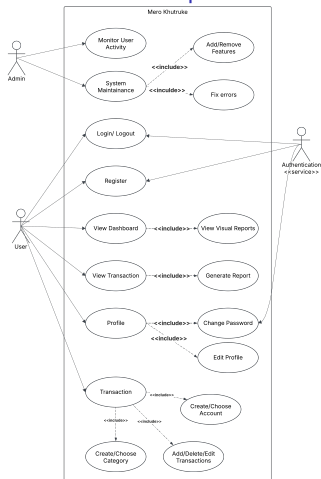 Mero Khutruke
Monitor User
Activity
Add/Remove
Features
<<include>>
Admin
System
Maintainance
<<inculde>>
Fix errors
Login/ Logout
Authentication
<<service>>
Register
User
View Dashboard
<<include>>
View Visual Reports
View Transaction
<<include>>
Generate Report
Profile
<<include>>
Change Password
<<include>>
Edit Profile
Transaction
<<include>>
Create/Choose
Account
<<include>>
<<include>>
Create/Choose
Category
Add/Delete/Edit
Transactions